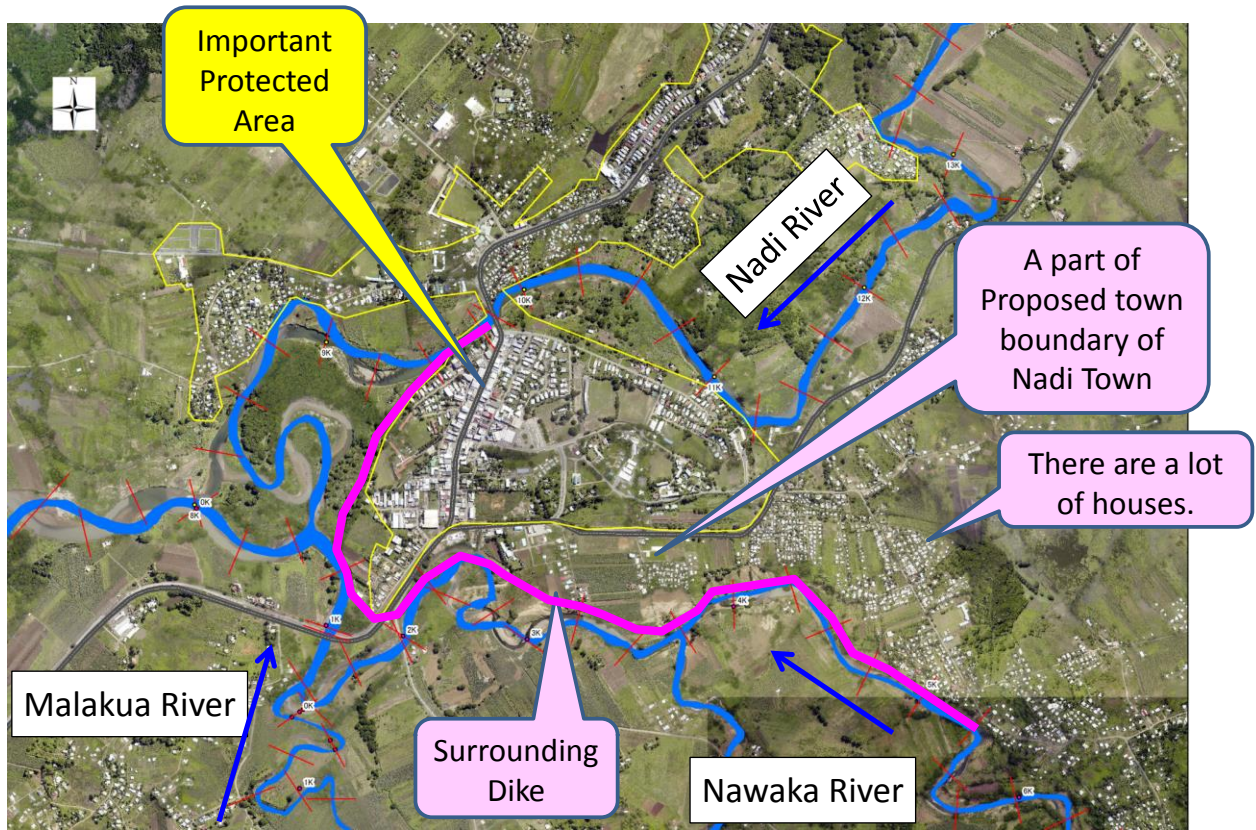 Important
Protected
Area
N
Nadi River
13K
12K
A part of
Proposed town
boundary of
Nadi Town
10K
9K
11K
There are a lot
of houses.
0K
8K
4K
1K
2K
3K
5K
Malakua River
0K
Surrounding
Dike
Nawaka River
1K
6K